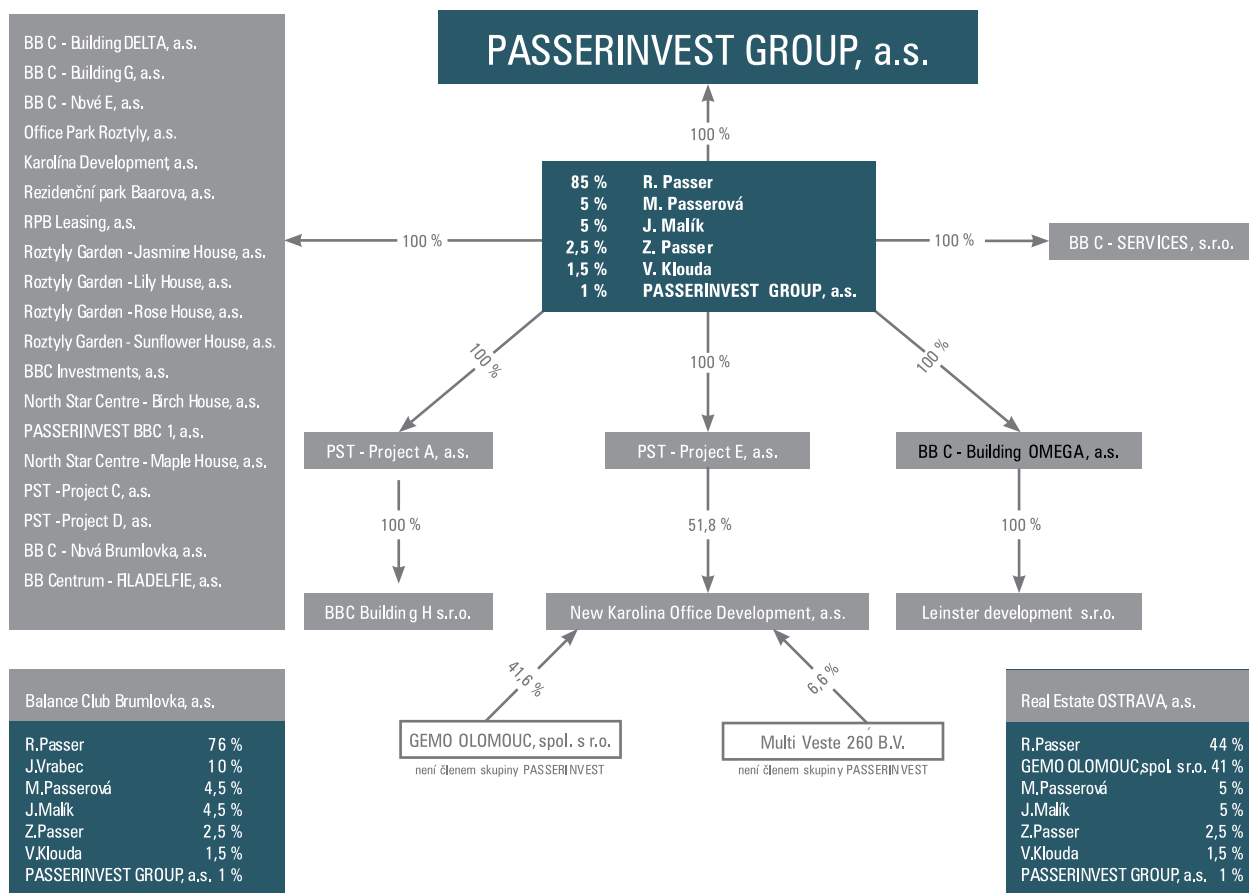 PASSERINVEST GROUP, a.s.
BB C - Building DELTA, a.s.
BB C - Building G, a.s.
BB C - Nové E, a.s.
Office Park Roztyly, a.s.
Karolína Development, a.s.
Rezidenční park Baarova, a.s.
RPB Leasing, a.s.
Roztyly Garden - Jasmine House, a.s.
Roztyly Garden - Lily House, a.s.
Roztyly Garden - Rose House, a.s.
Roztyly Garden - Sunflower House, a.s.
BBC Investments, a.s.
North Star Centre - Birch House, a.s.
PASSERINVEST BBC 1, a.s.
North Star Centre - Maple House, a.s.
PST - Project C, a.s.
PST - Project D, as.
BB C - Nová Brumlovka, a.s.
BB Centrum - FILADELFIE, a.s.
100 %
85 % R. Passer
5 % M. Passerová
5 % J. Malík
2,5 % Z. Passer
1,5 % V. Klouda
1 % PASSERINVEST GROUP, a.s.
100 %
100 %
BB C - SERVICES, s.r.o.
100 %
100 %
100 %
PST - Project A, a.s.
PST - Project E, a.s.
BB C - Building OMEGA, a.s.
100 %
51,8 %
100 %
BBC Building H s.r.o.
New Karolina Office Development, a.s.
Leinster development s.r.o.
41,6 %
6,6 %
GEMO OLOMOUC, spol. s r.o.
není členem skupiny PASSERINVEST
Multi Veste 260 B.V.
není členem skupiny PASSERINVEST
Balance Club Brumlovka, a.s.
R.Passer 76 %
J.Vrabec 10 %
M.Passerová 4,5 %
J.Malík 4,5 %
Z.Passer 2,5 %
V.Klouda 1,5 %
PASSERINVEST GROUP, a.s. 1 %
Real Estate OSTRAVA, a.s.
R.Passer 44 %
GEMO OLOMOUC,spol. s r.o. 41 %
M.Passerová 5 %
J.Malík 5 %
Z.Passer 2,5 %
V.Klouda 1,5 %
PASSERINVEST GROUP, a.s. 1 %